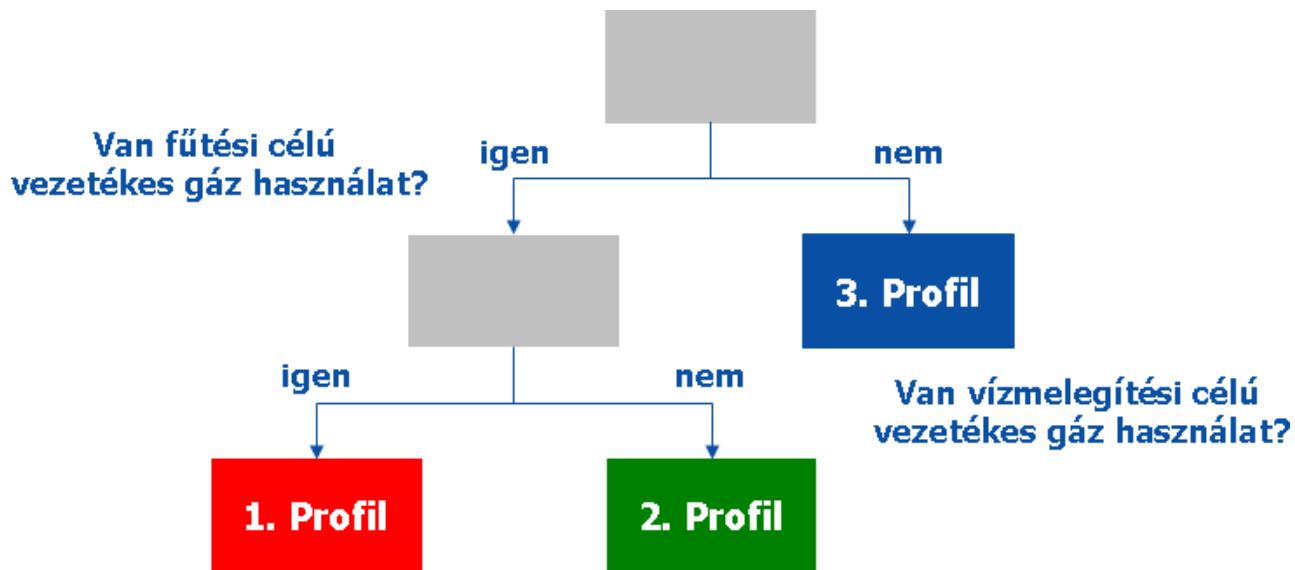 Van fűtési célú
vezetékes gáz használat?
igen
nem
3. Profil
igen
nem
Van vízmelegítési célú
vezetékes gáz használat?
1. Profil
2. Profil